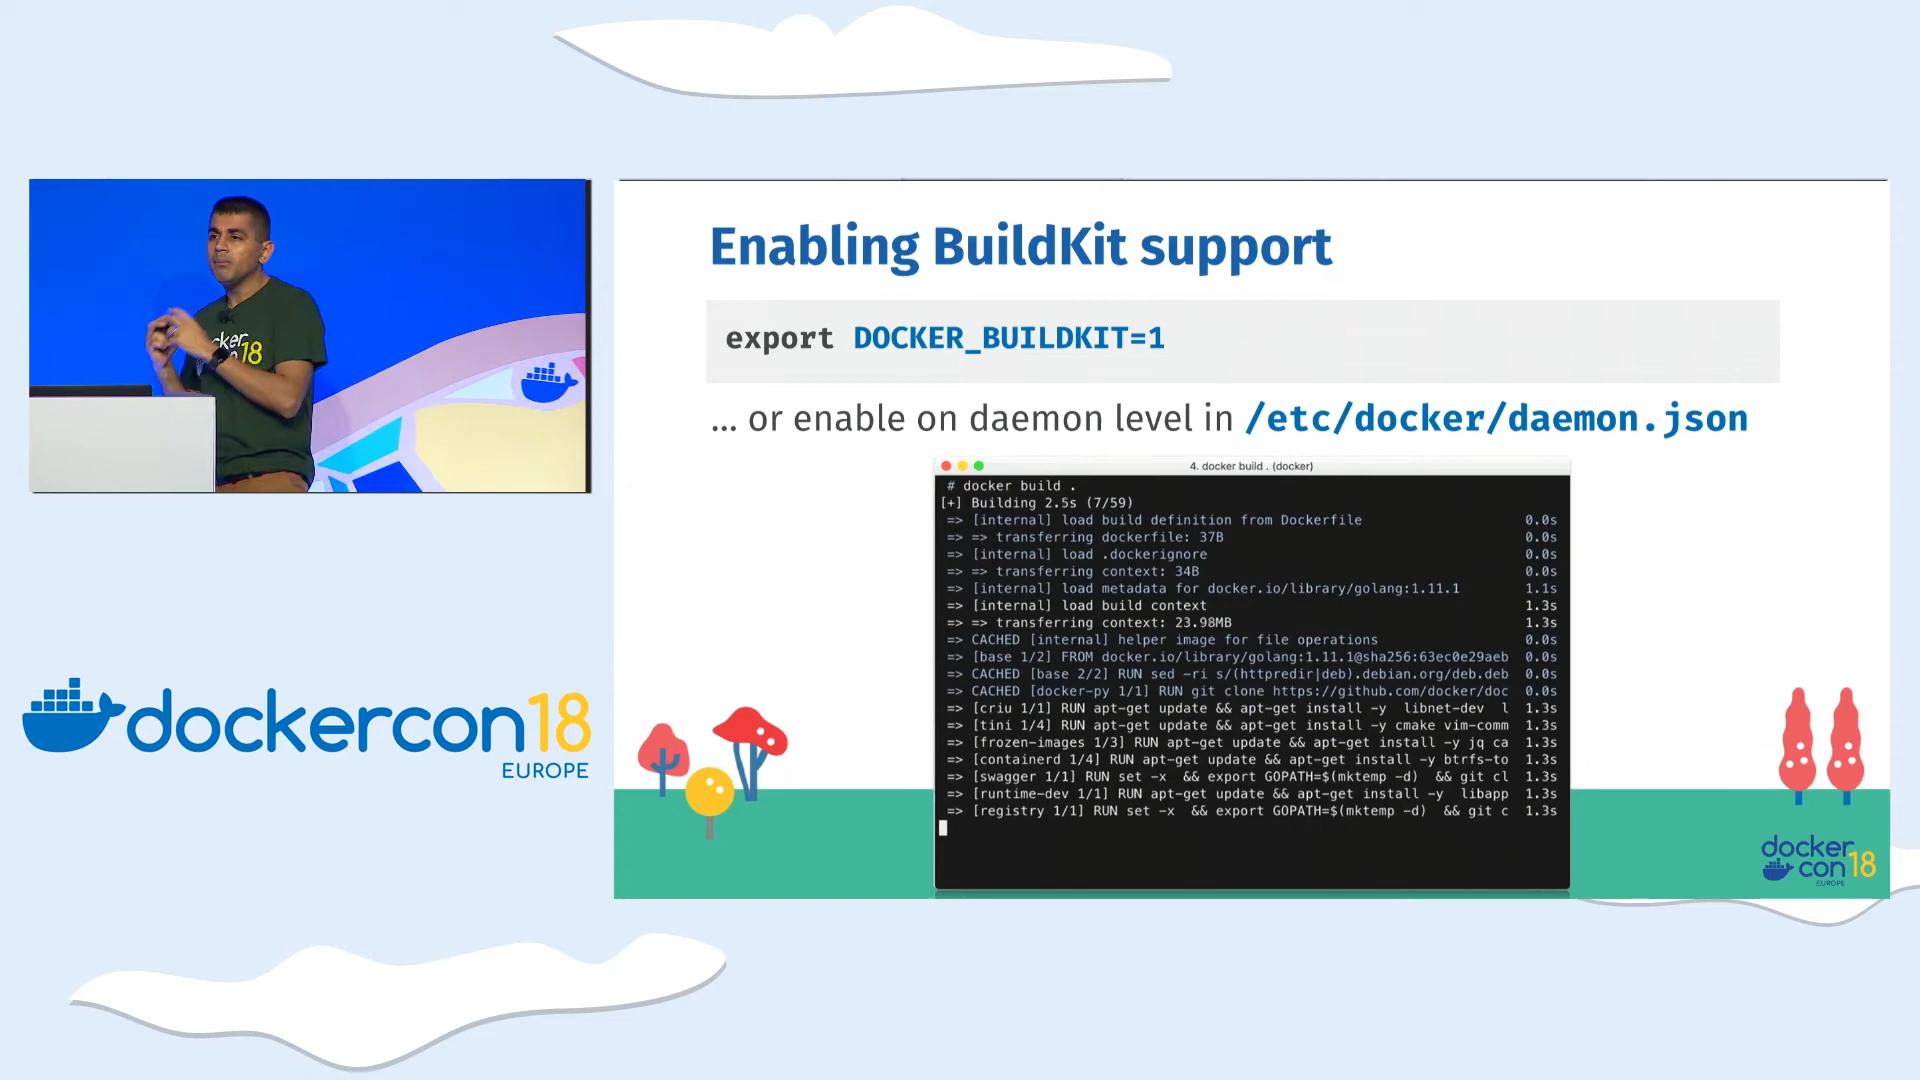 cker
18
Enabling BuildKit support
export DOCKER_BUILDKIT=1
... or enable on daemon level in /etc/docker/daemon.json
4. docker build . (docker)
# docker build .
[+] Building 2.5s (7/59)
=> [internal] load build definition from Dockerfile 0.0s
=> => transferring dockerfile: 37B 0.0s
=> [internal] load .dockerignore 0.0s
=> => transferring context: 34B 0.0s
=> [internal] load metadata for docker.io/library/golang:1.11.1 1.1s
=> [internal] load build context 1.3s
=> => transferring context: 23.98MB 1.3s
=> CACHED [internal] helper image for file operations 0.0s
=> [base 1/2] FROM docker.io/library/golang:1.11.1@sha256:63ec0e29aeb 0.0s
=> CACHED [base 2/2] RUN sed -ri s/(httpredir|deb).debian.org/deb.deb 0.0s
=> CACHED [docker-py 1/1] RUN git clone https://github.com/docker/doc 0.0s
=> [criu 1/1] RUN apt-get update && apt-get install -y libnet-dev l 1.3s
=> [tini 1/4] RUN apt-get update && apt-get install -y cmake vim-comm 1.3s
=> [frozen-images 1/3] RUN apt-get update && apt-get install -y jq ca 1.3s
=> [containerd 1/4] RUN apt-get update && apt-get install -y btrfs-to 1.3s
=> [swagger 1/1] RUN set -x && export GOPATH=$(mktemp -d) && git cl 1.3s
=> [runtime-dev 1/1] RUN apt-get update && apt-get install -y libapp 1.3s
=> [registry 1/1] RUN set -x && export GOPATH=$(mktemp -d) && git c 1.3s
dockercon18
EUROPE
docker
con 18
EUROPE